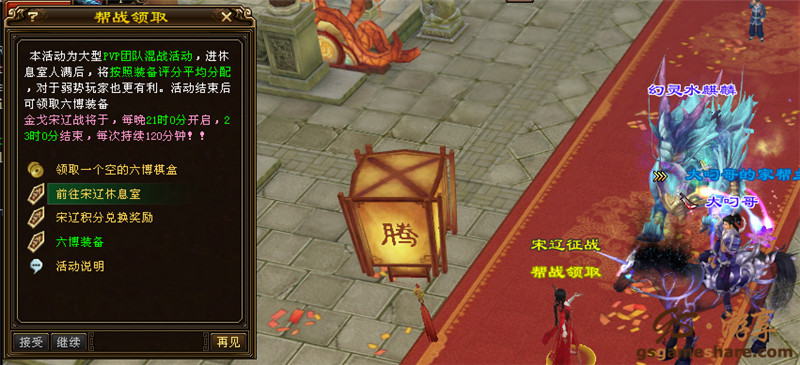 帮战领取
本活动为大型PVP团队混战活动，进休
息室人满后，将按照装备评分平均分配
，对于弱势玩家也更有利。活动结束后
可领取六博装备
金戈宋辽战将于，每晚21时0分开启，2
3时0分结束，每次持续120分钟！！
领取一个空的六博棋盒
前往宋辽休息室
宋辽积分兑换奖励
六博装备
活动说明
接受 继续 再见
腾
幻灵水麒麟
大叼哥的家帮主
大叼哥
宋辽征战
帮战领取
gsgameshare.com